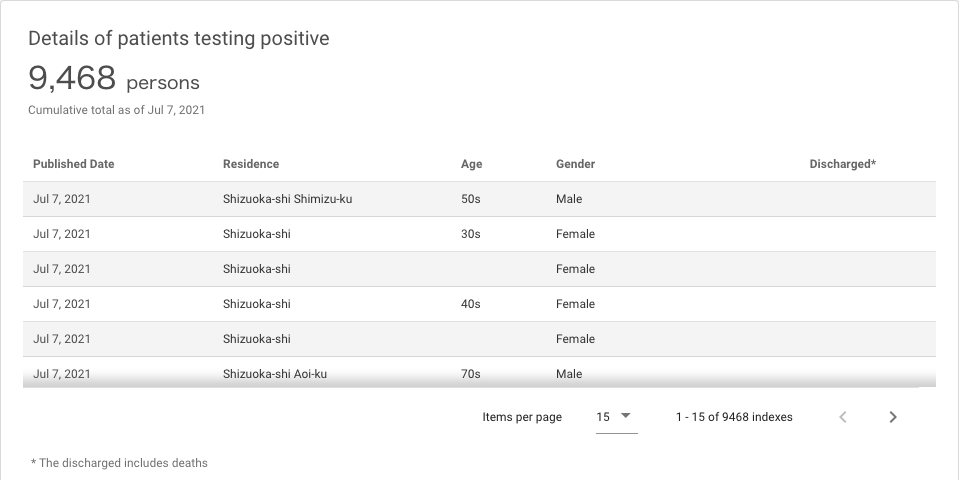 Details of patients testing positive
9,468 persons
Cumulative total as of Jul 7, 2021
Published Date Residence Age Gender Discharged*
Jul 7, 2021 Shizuoka-shi Shimizu-ku 50s Male
Jul 7, 2021 Shizuoka-shi 30s Female
Jul 7, 2021 Shizuoka-shi Female
Jul 7, 2021 Shizuoka-shi 40s Female
Jul 7, 2021 Shizuoka-shi Female
Jul 7, 2021 Shizuoka-shi Aoi-ku 70s Male
Items per page 15 1 - 15 of 9468 indexes
* The discharged includes deaths